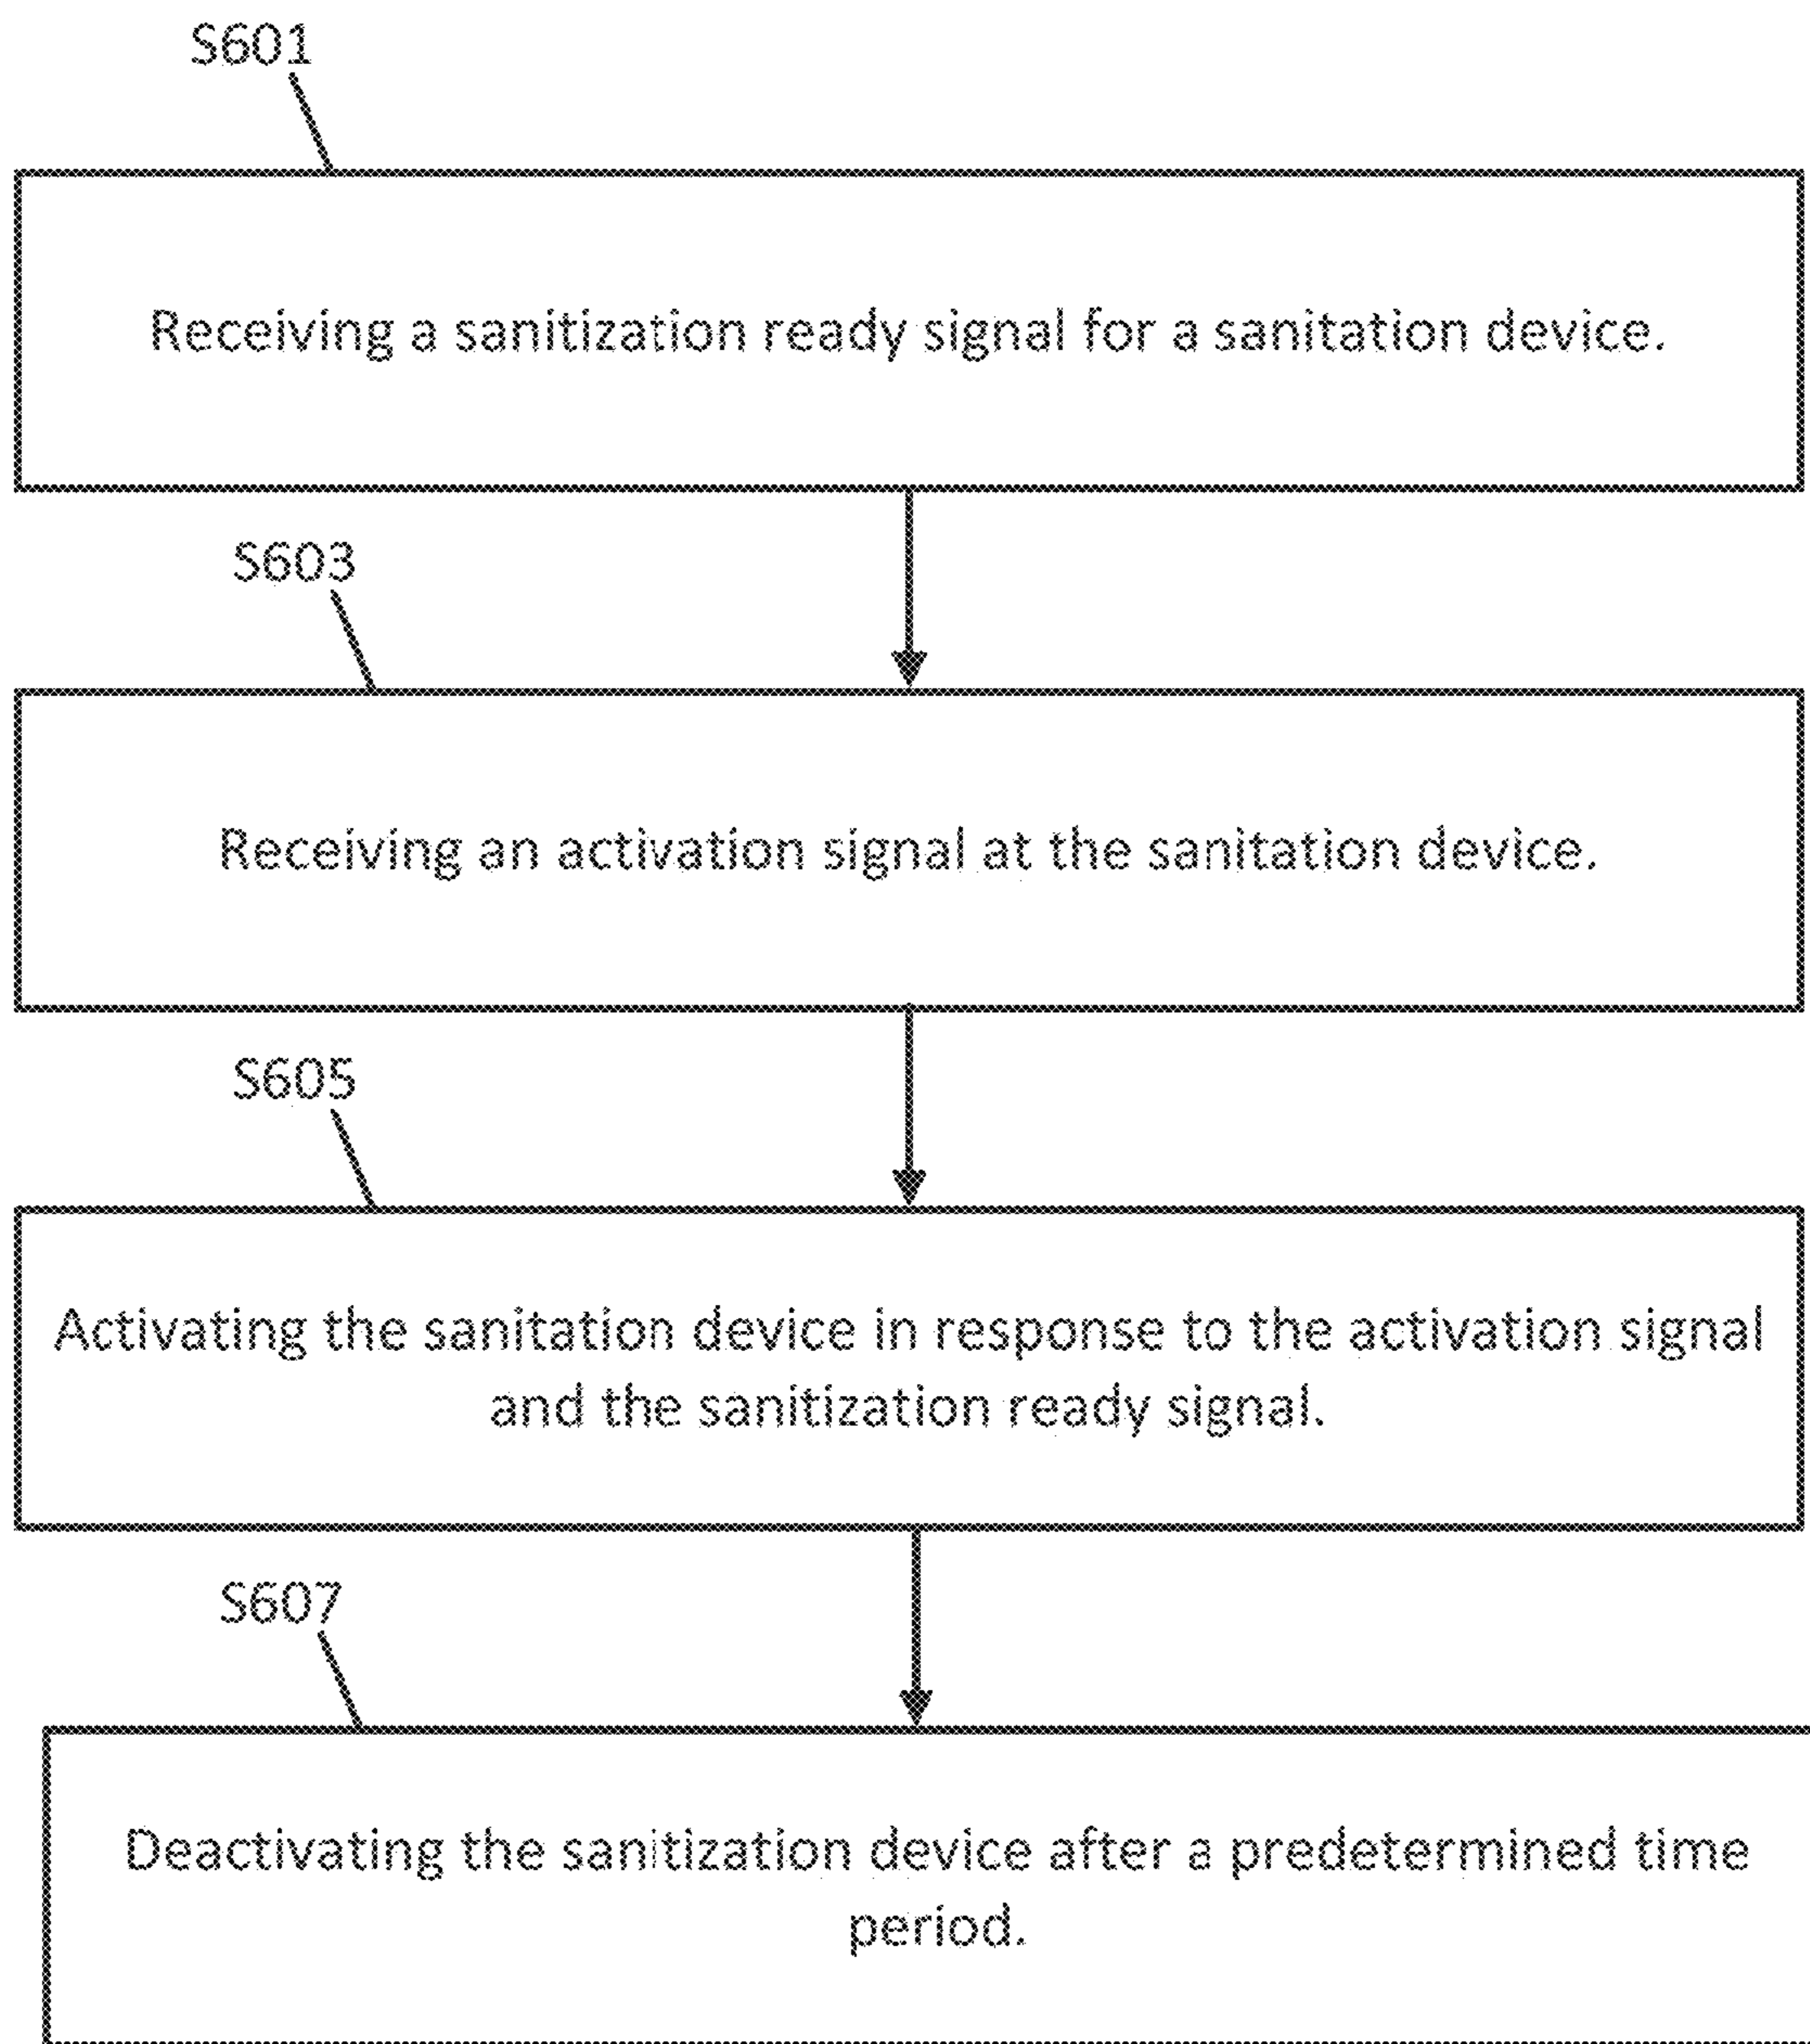 S601
Receiving a sanitization ready signal for a sanitation device.
S603
Receiving an activation signal at the sanitation device.
S605
Activating the sanitation device in response to the activation signal
and the sanitization ready signal.
S607
Deactivating the sanitization device after a predetermined time
period.